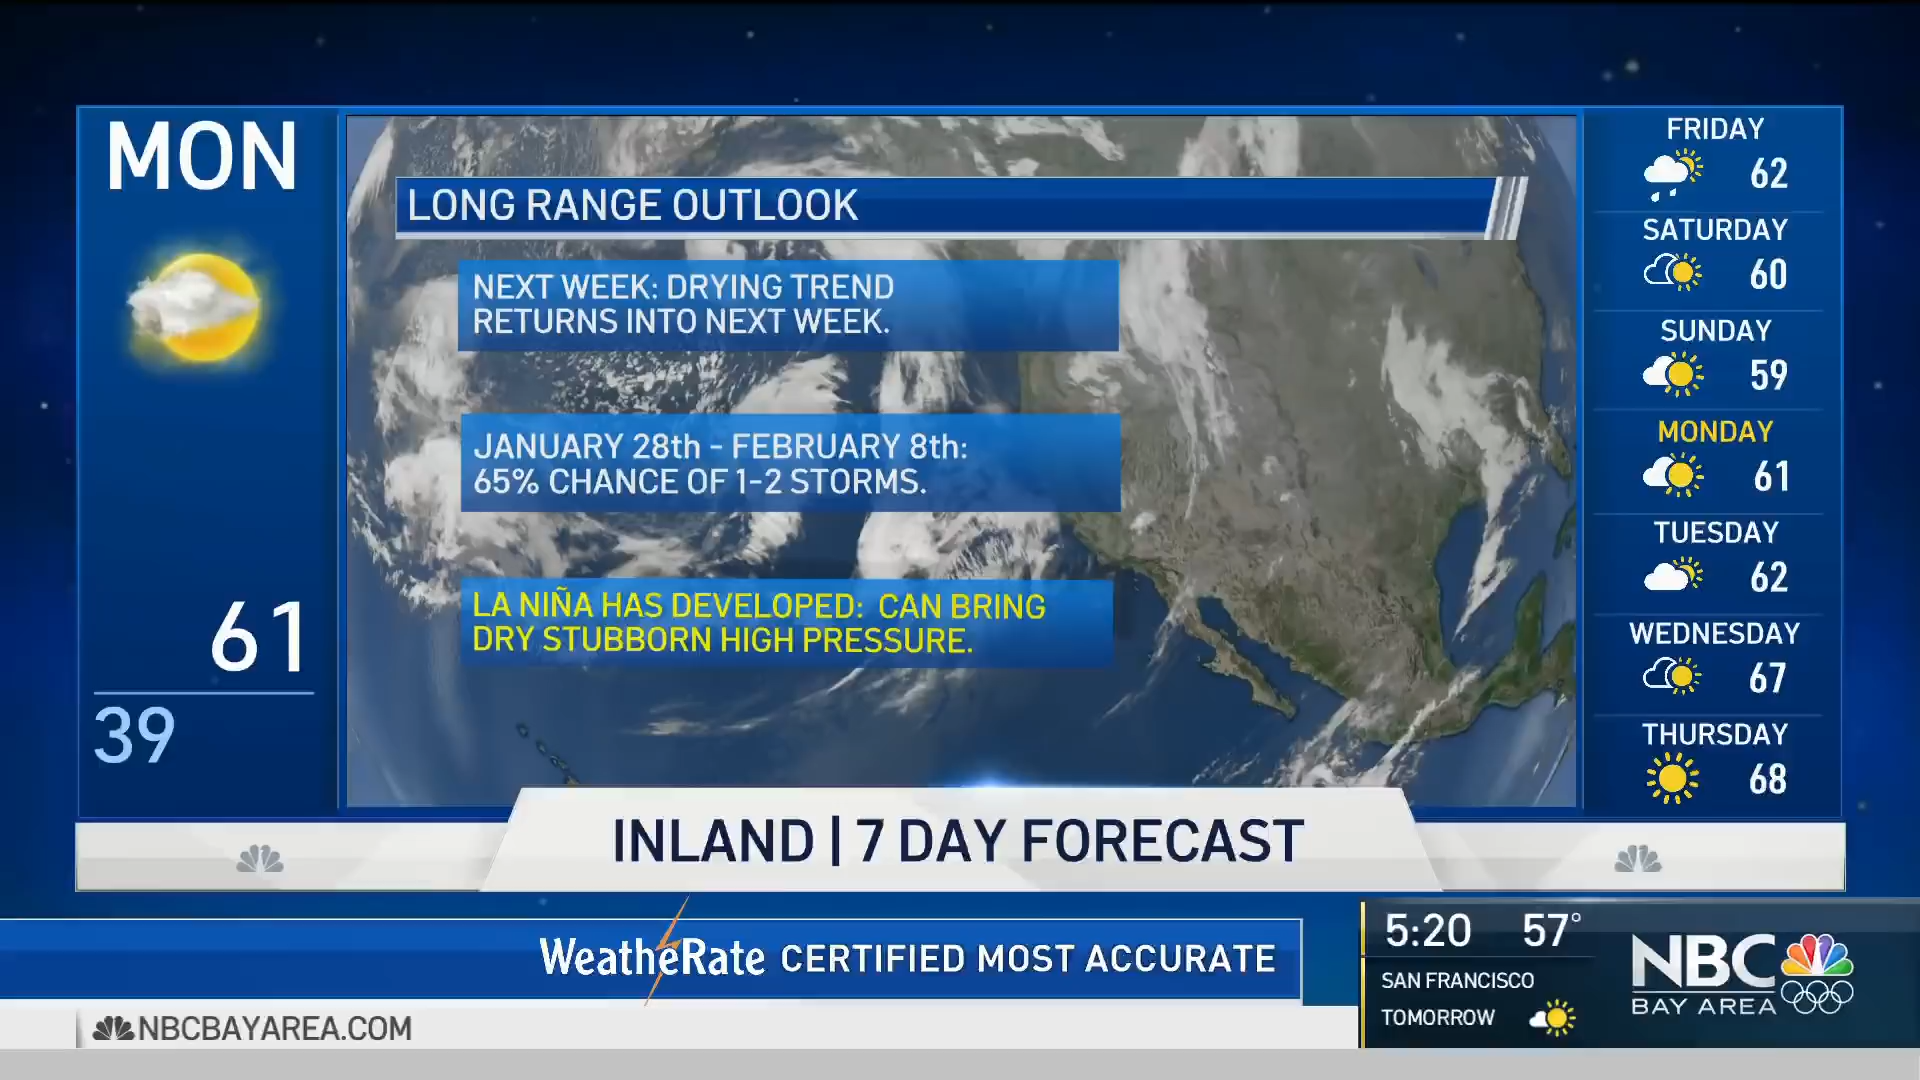 MON
61
39
LONG RANGE OUTLOOK
NEXT WEEK: DRYING TREND
RETURNS INTO NEXT WEEK.
JANUARY 28th - FEBRUARY 8th:
65% CHANCE OF 1-2 STORMS.
LA NIÑA HAS DEVELOPED: CAN BRING
DRY STUBBORN HIGH PRESSURE.
FRIDAY
62
SATURDAY
60
SUNDAY
59
MONDAY
61
TUESDAY
62
WEDNESDAY
67
THURSDAY
68
INLAND | 7 DAY FORECAST
WeatheRate CERTIFIED MOST ACCURATE
NBCBAYAREA.COM
5:20 57°
SAN FRANCISCO
TOMORROW
NBC
BAY AREA